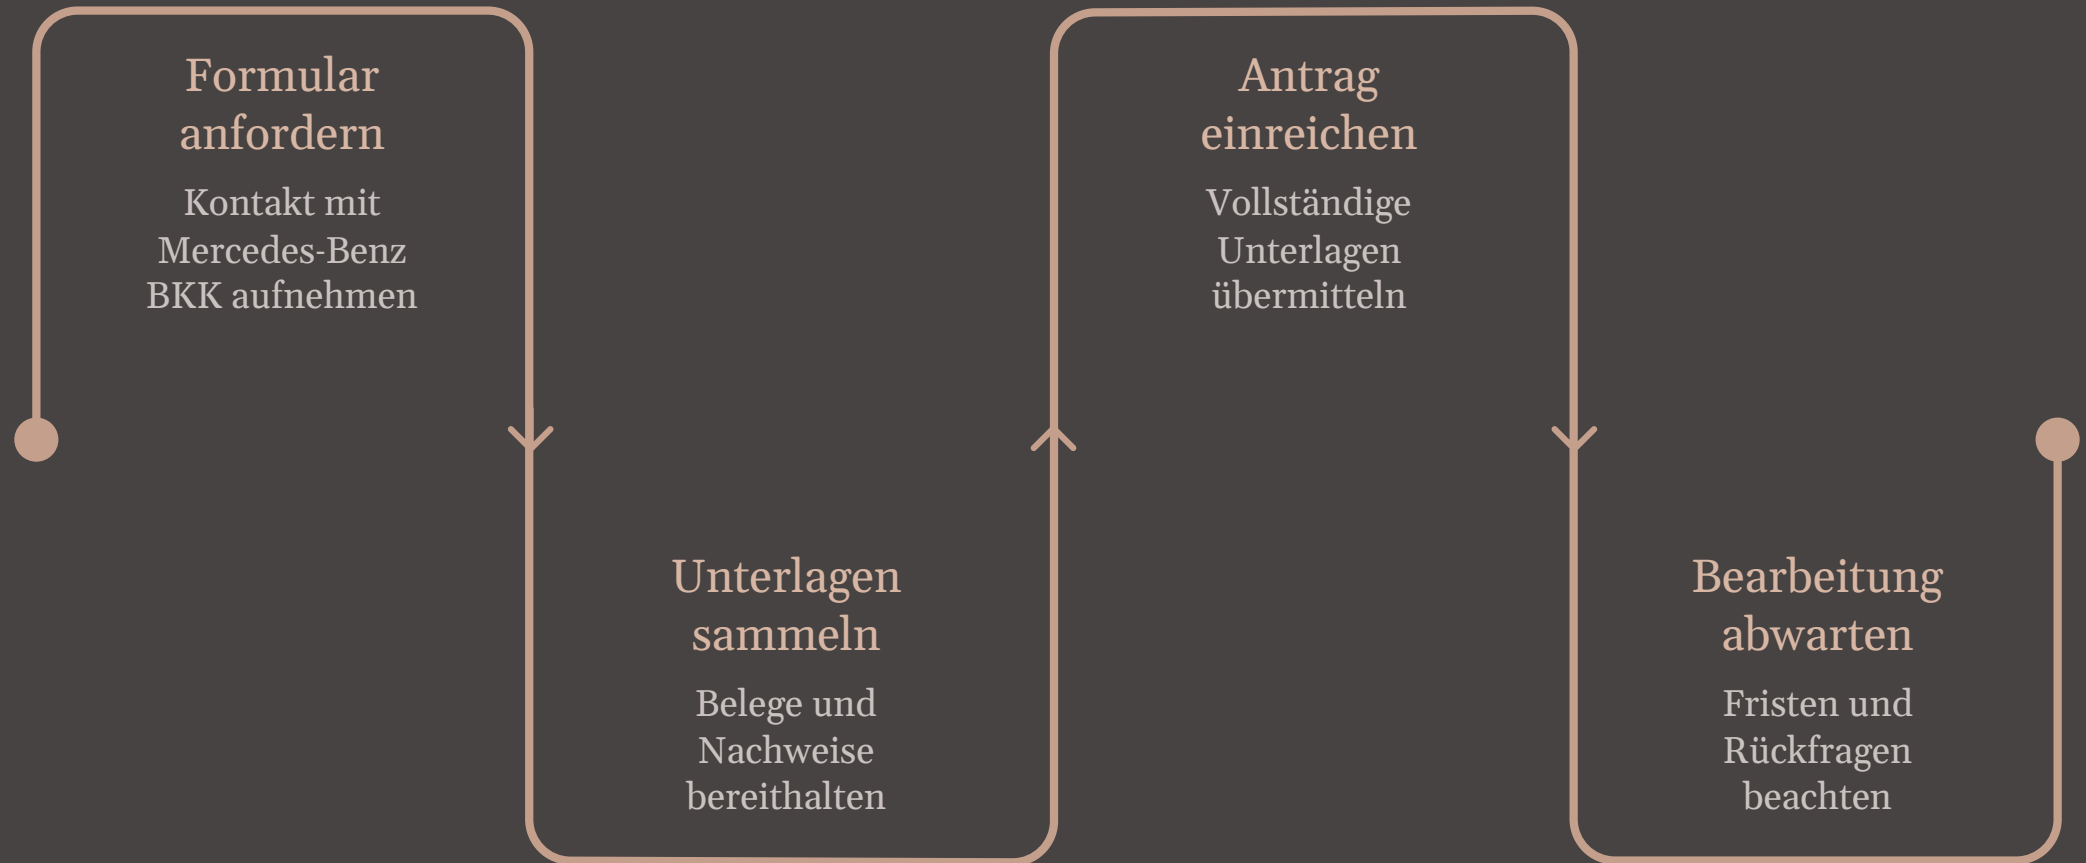 Formular
anfordern
Kontakt mit
Mercedes-Benz
BKK aufnehmen
Unterlagen
sammeln
Belege und
Nachweise
bereithalten
Antrag
einreichen
Vollständige
Unterlagen
übermitteln
Bearbeitung
abwarten
Fristen und
Rückfragen
beachten